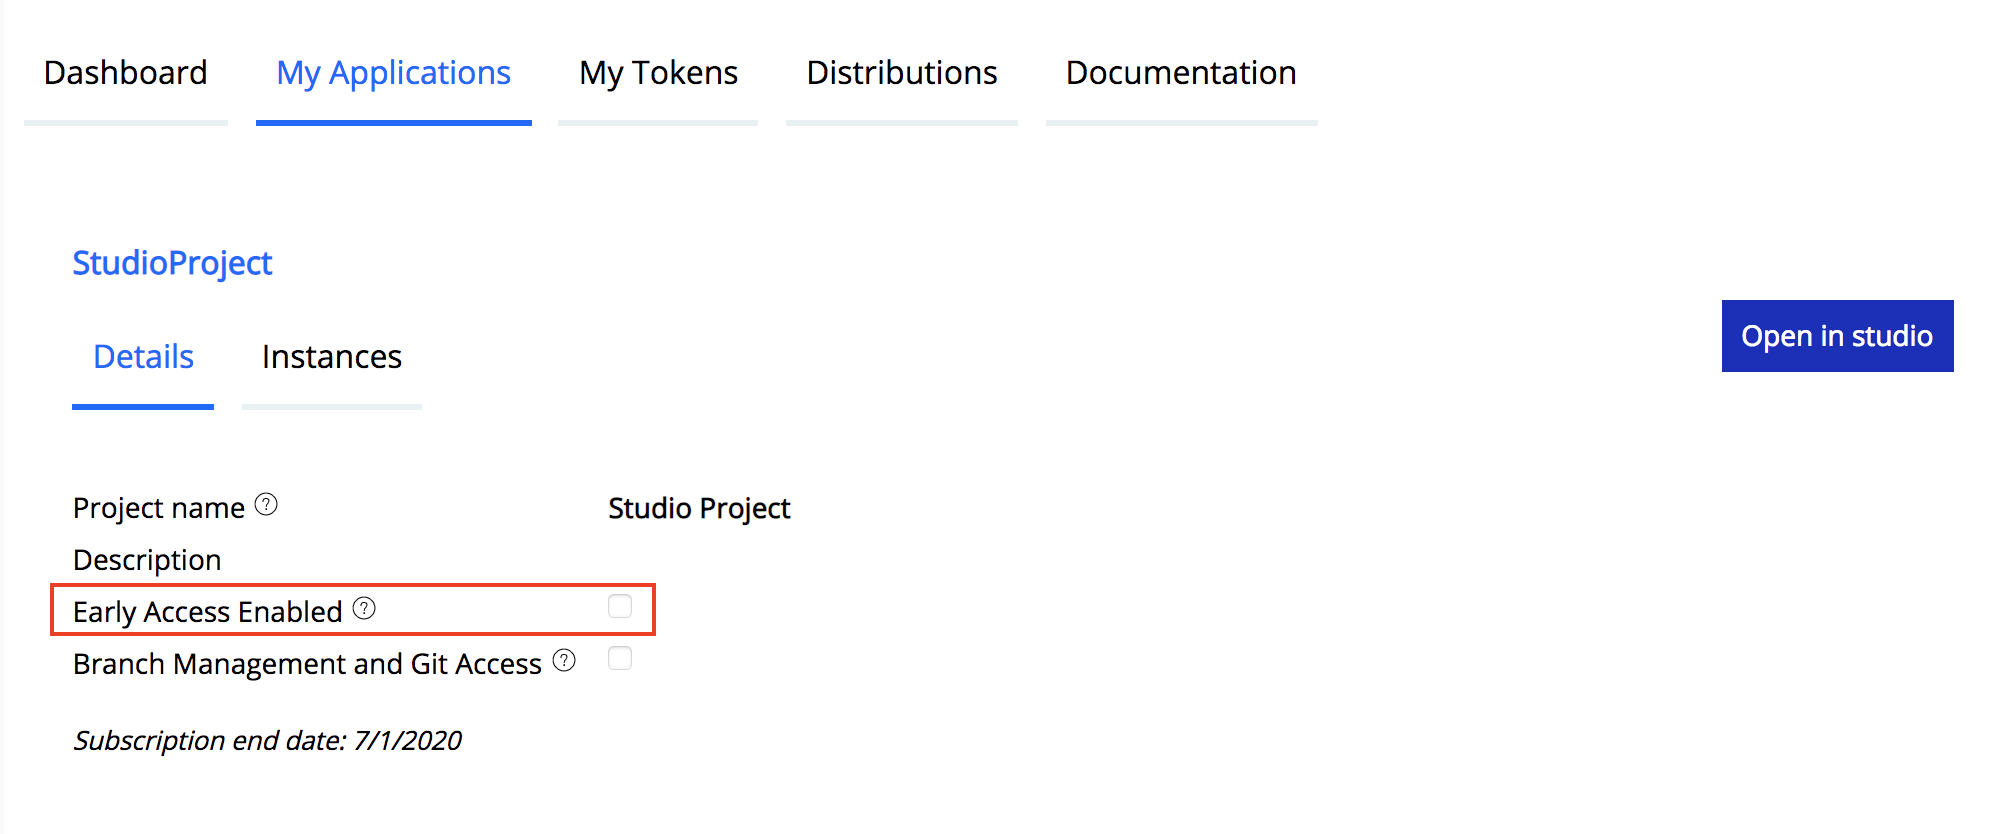 Dashboard My Applications My Tokens Distributions Documentation
StudioProject
Open in studio
Details Instances
Project name ? Studio Project
Description
Early Access Enabled ?
Branch Management and Git Access ?
Subscription end date: 7/1/2020